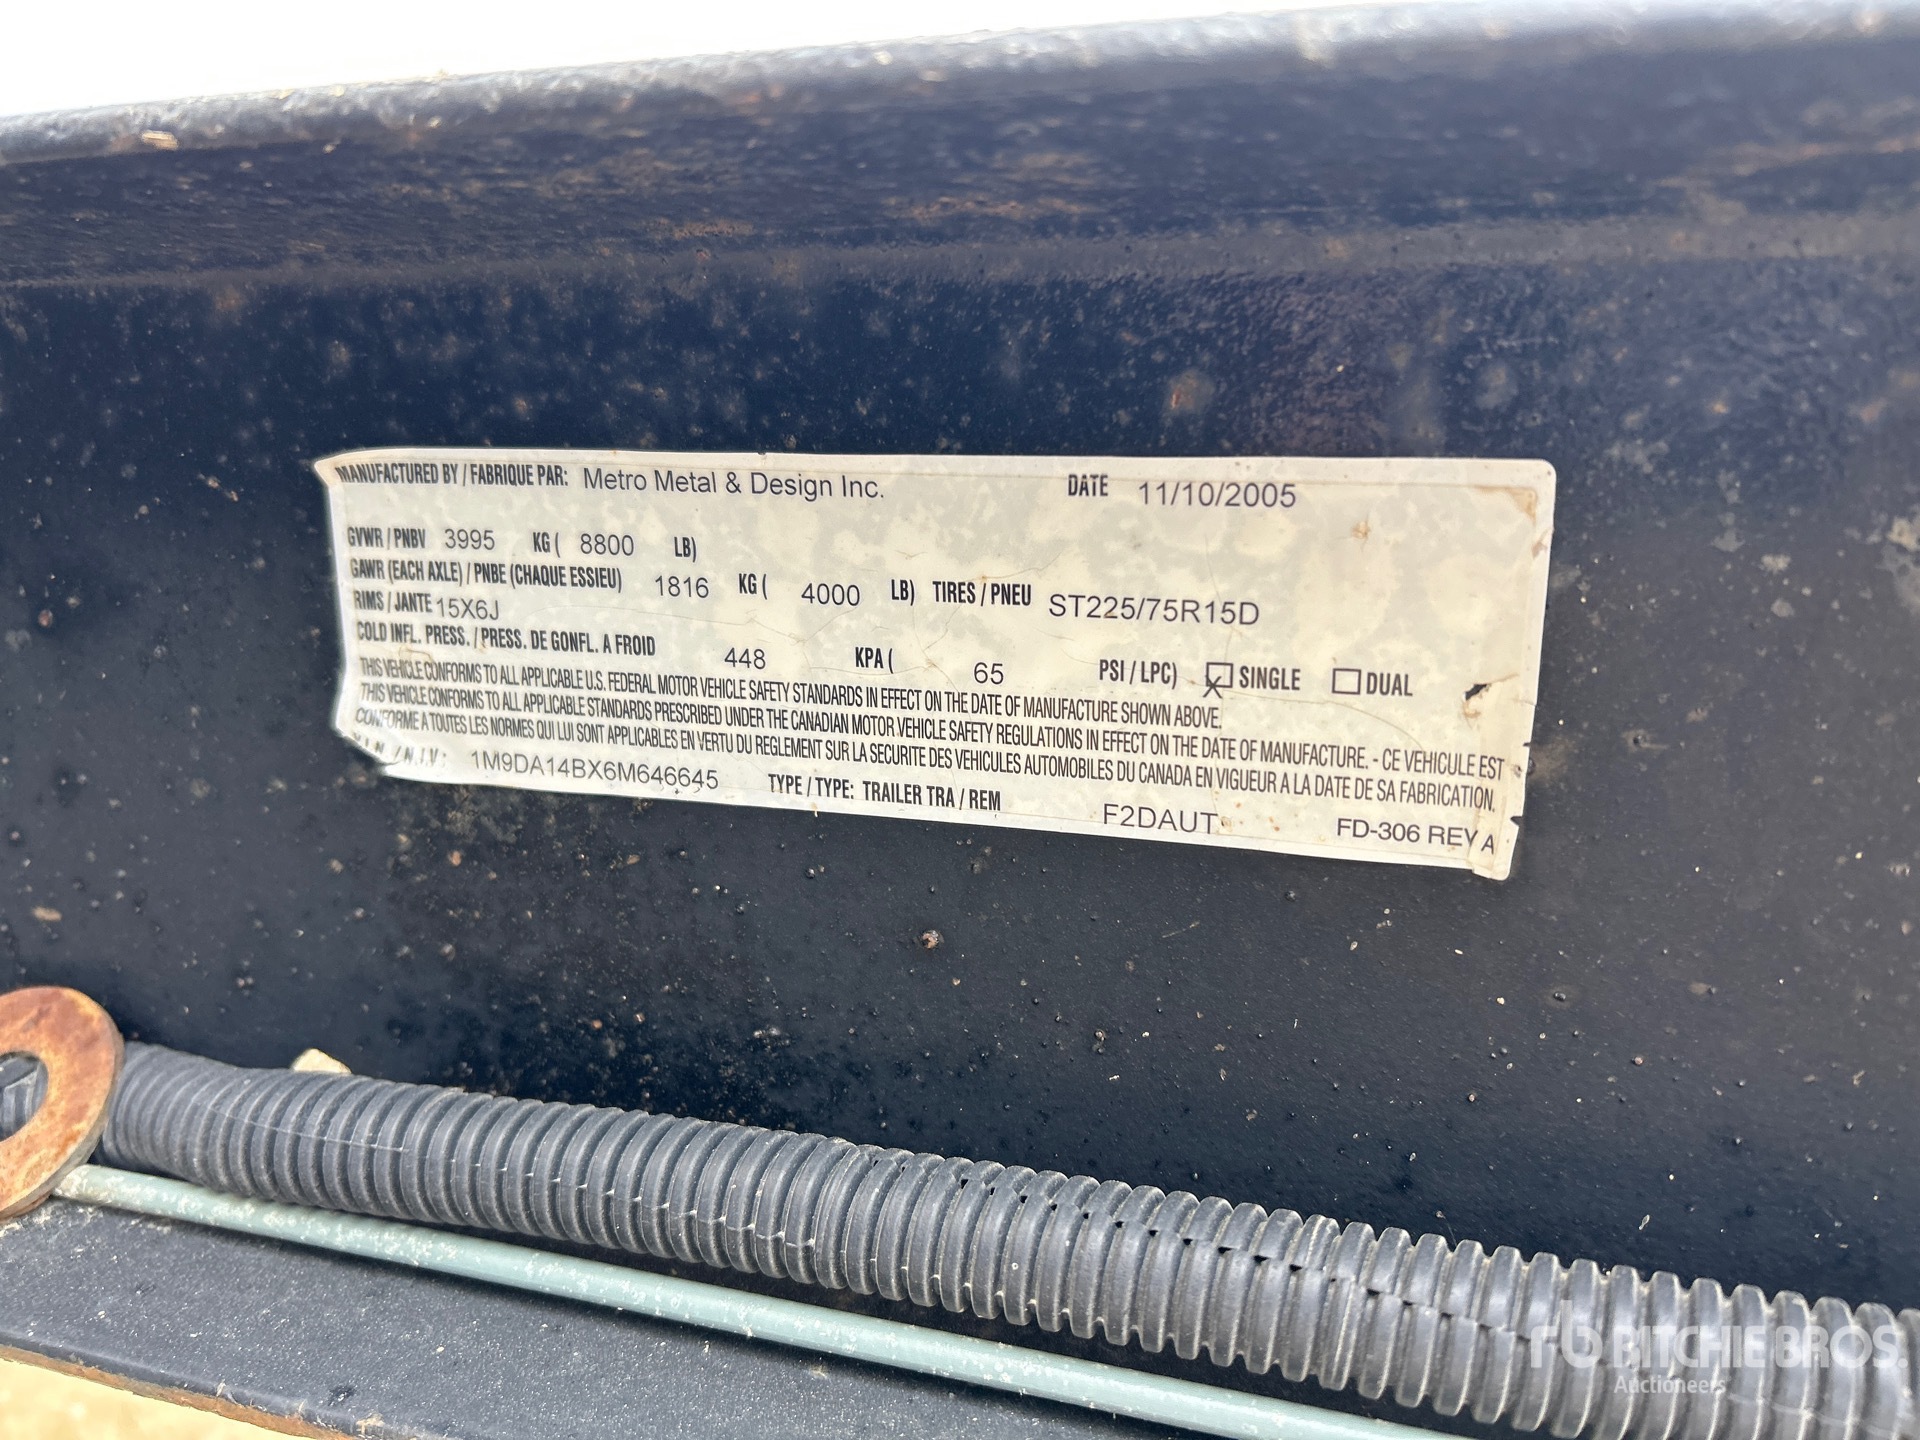 MANUFACTURED BY / FABRIQUE PAR: Metro Metal & Design Inc. DATE 11/10/2005
GVWR / PNBV 3995 KG ( 8800 LB)
GAWR (EACH AXLE) / PNBE (CHAQUE ESSIEU) 1816 KG ( 4000 LB) TIRES / PNEU ST225/75R15D
RIMS / JANTE 15X6J
COLD INFL. PRESS. / PRESS. DE GONFL. A FROID 448 KPA ( 65 PSI / LPC) SINGLE DUAL
THIS VEHICLE CONFORMS TO ALL APPLICABLE U.S. FEDERAL MOTOR VEHICLE SAFETY STANDARDS IN EFFECT ON THE DATE OF MANUFACTURE SHOWN ABOVE.
THIS VEHICLE CONFORMS TO ALL APPLICABLE STANDARDS PRESCRIBED UNDER THE CANADIAN MOTOR VEHICLE SAFETY REGULATIONS IN EFFECT ON THE DATE OF MANUFACTURE. - CE VEHICULE EST
CONFORME A TOUTES LES NORMES QUI LUI SONT APPLICABLES EN VERTU DU REGLEMENT SUR LA SECURITE DES VEHICULES AUTOMOBILES DU CANADA EN VIGUEUR A LA DATE DE SA FABRICATION.
V.I.N. / N.I.V: 1M9DA14BX6M646645 TYPE / TYPE: TRAILER TRA / REM F2DAUT FD-306 REV A
rb RITCHIE BROS.
Auctioneers